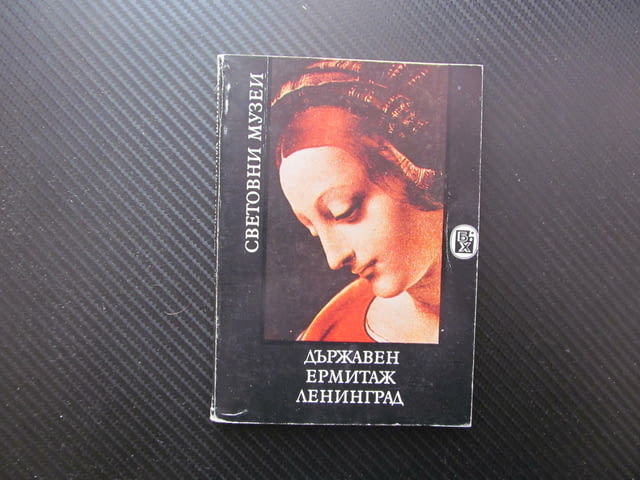 СВЕТОВНИ МУЗЕИ
Б
Х
ДЪРЖАВЕН
ЕРМИТАЖ
ЛЕНИНГРАД